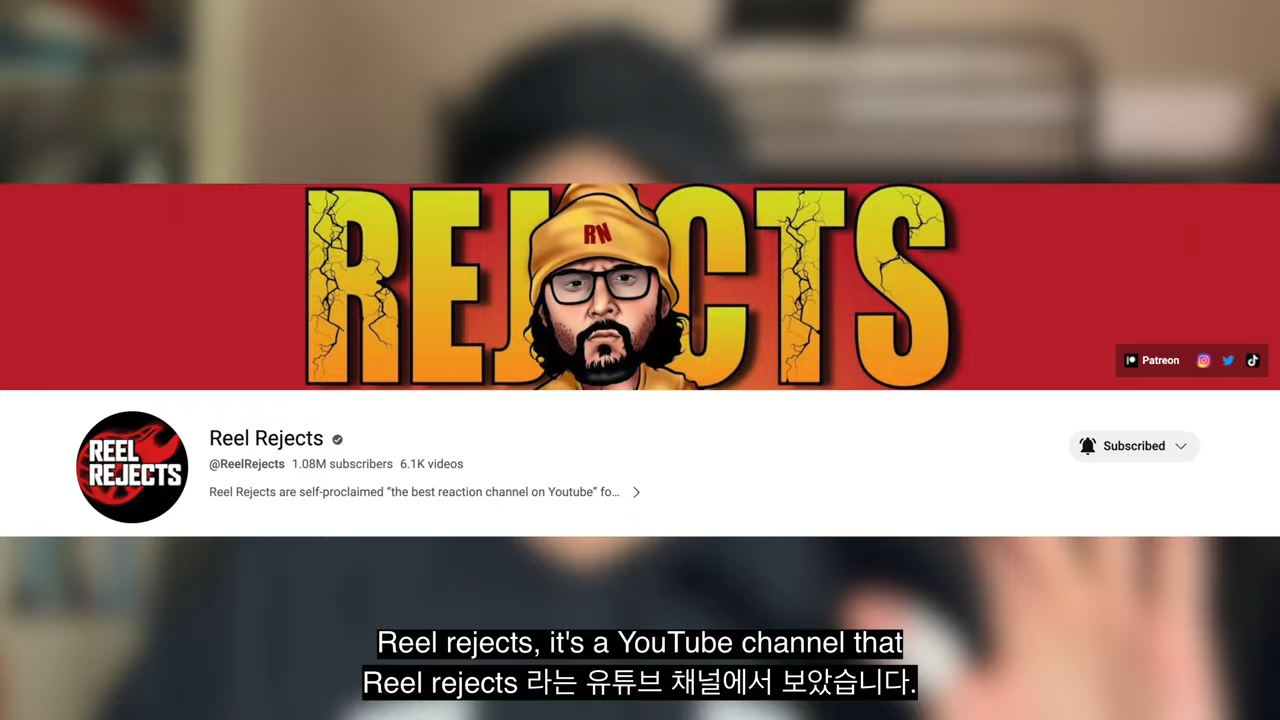 REJECTS
RN
Patreon
REEL
REJECTS
Reel Rejects
@ReelRejects 1.08M subscribers 6.1K videos
Reel Rejects are self-proclaimed “the best reaction channel on Youtube” fo...
Subscribed
Reel rejects, it's a YouTube channel that
Reel rejects 라는 유튜브 채널에서 보았습니다.